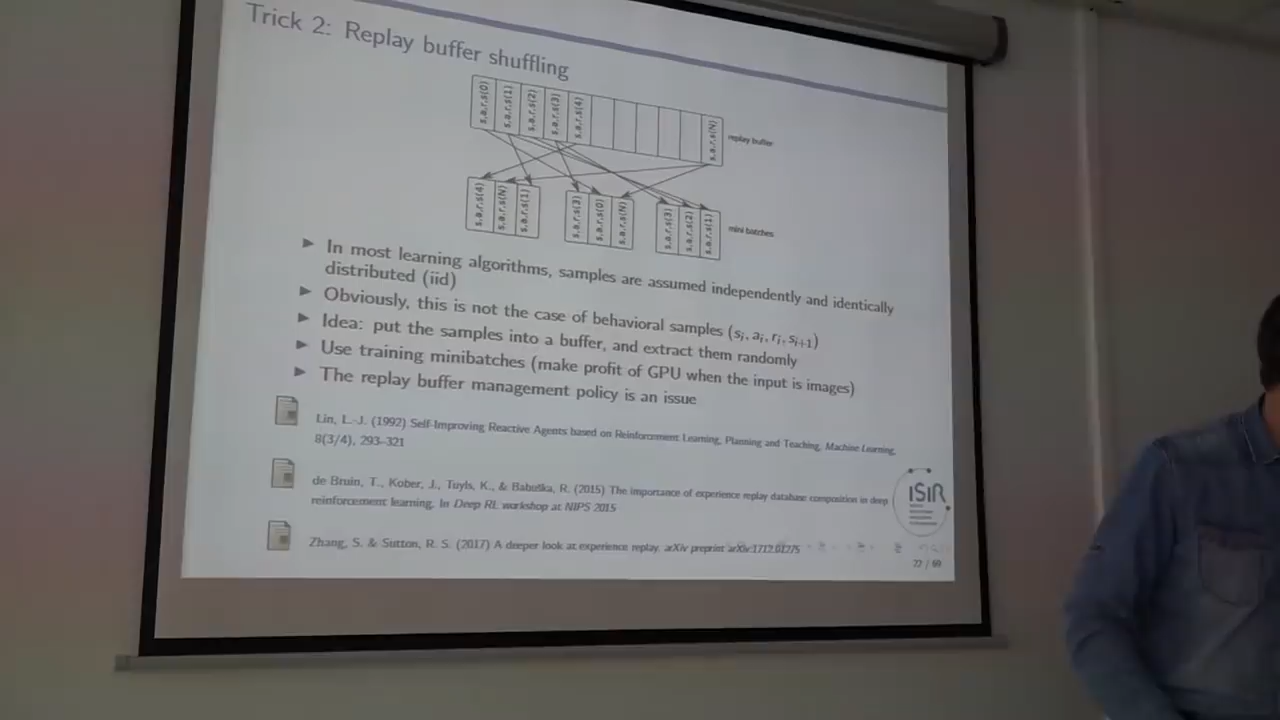 Trick 2: Replay buffer shuffling
s,a,r,s(0) s,a,r,s(1) s,a,r,s(2) s,a,r,s(3) s,a,r,s(4) s,a,r,s(N)
replay buffer
s,a,r,s(4) s,a,r,s(N) s,a,r,s(1) s,a,r,s(3) s,a,r,s(0) s,a,r,s(N) s,a,r,s(3) s,a,r,s(2) s,a,r,s(1)
mini batches
► In most learning algorithms, samples are assumed independently and identically
distributed (iid)
► Obviously, this is not the case of behavioral samples (sᵢ, aᵢ, rᵢ, sᵢ₊₁)
► Idea: put the samples into a buffer, and extract them randomly
► Use training minibatches (make profit of GPU when the input is images)
► The replay buffer management policy is an issue
Lin, L.-J. (1992) Self-Improving Reactive Agents based on Reinforcement Learning, Planning and Teaching. Machine Learning,
8(3/4), 293–321
de Bruin, T., Kober, J., Tuyls, K., & Babuška, R. (2015) The importance of experience replay database composition in deep
reinforcement learning. In Deep RL workshop at NIPS 2015
ISIR
Zhang, S. & Sutton, R. S. (2017) A deeper look at experience replay. arXiv preprint arXiv:1712.01275